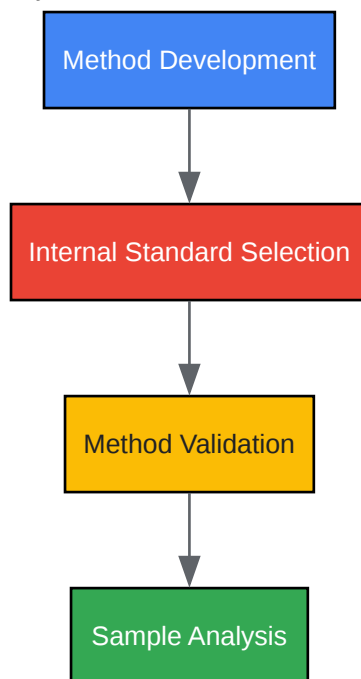 Method Development
Internal Standard Selection
Method Validation
Sample Analysis